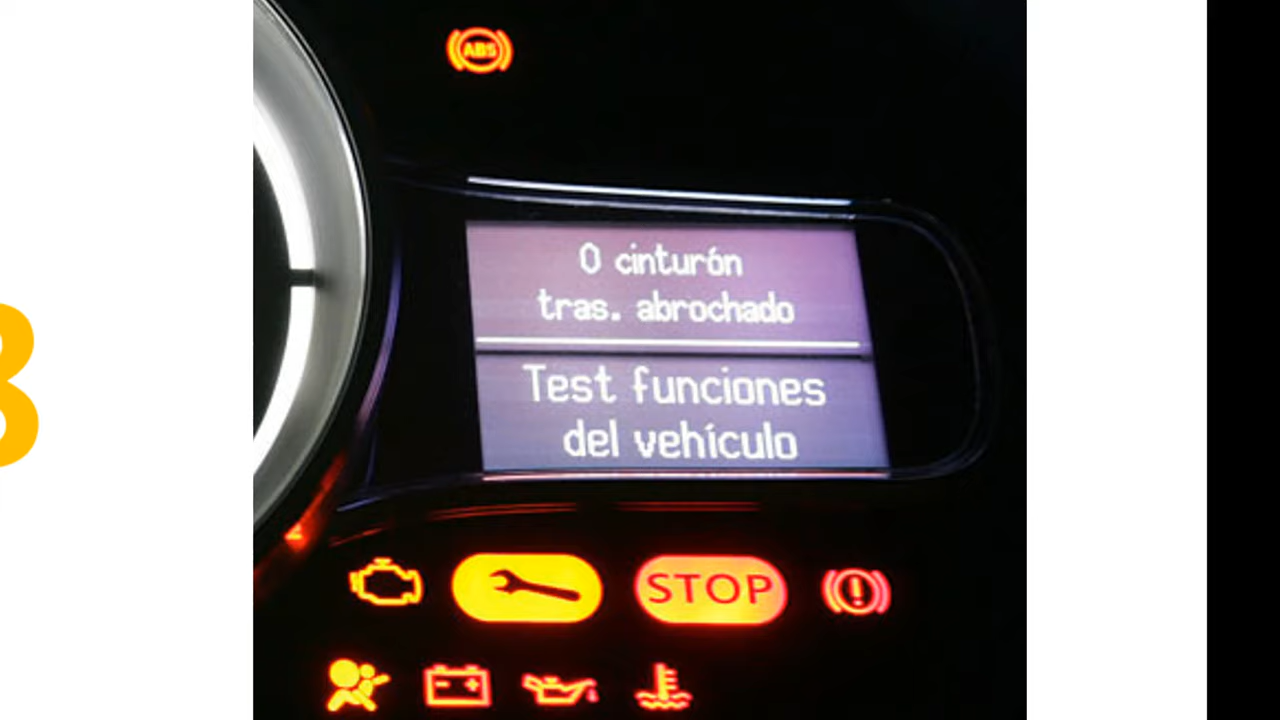 ABS
0 cinturón
tras. abrochado
Test funciones
del vehículo
STOP